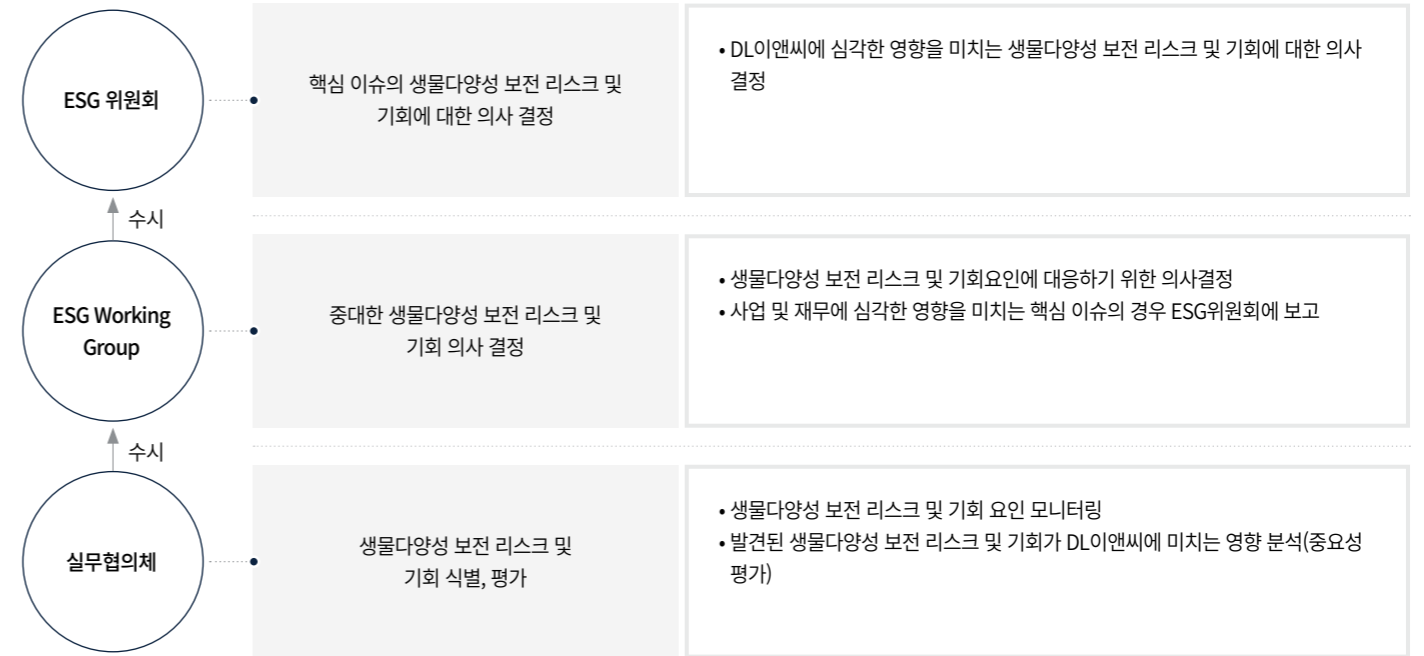 ESG 위원회
핵심 이슈의 생물다양성 보전 리스크 및
기회에 대한 의사 결정
• DL이앤씨에 심각한 영향을 미치는 생물다양성 보전 리스크 및 기회에 대한 의사
결정
수시
ESG Working
Group
중대한 생물다양성 보전 리스크 및
기회 의사 결정
• 생물다양성 보전 리스크 및 기회요인에 대응하기 위한 의사결정
• 사업 및 재무에 심각한 영향을 미치는 핵심 이슈의 경우 ESG위원회에 보고
수시
실무협의체
생물다양성 보전 리스크 및
기회 식별, 평가
• 생물다양성 보전 리스크 및 기회 요인 모니터링
• 발견된 생물다양성 보전 리스크 및 기회가 DL이앤씨에 미치는 영향 분석(중요성
평가)